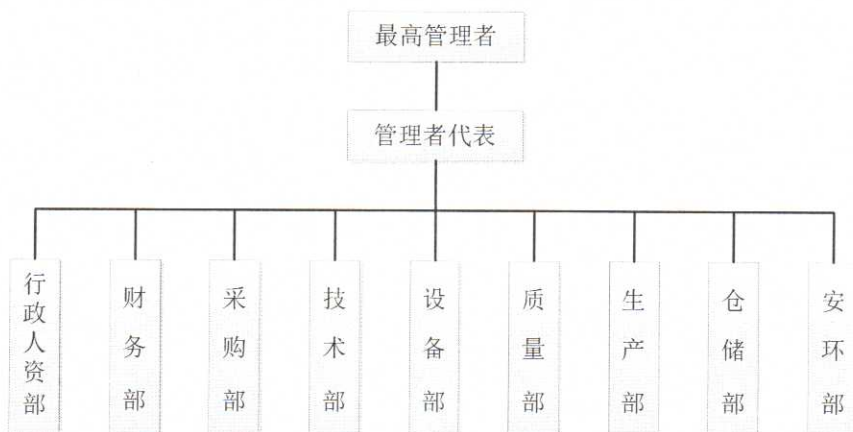 最高管理者
管理者代表
行政人资部
财务部
采购部
技术部
设备部
质量部
生产部
仓储部
安环部